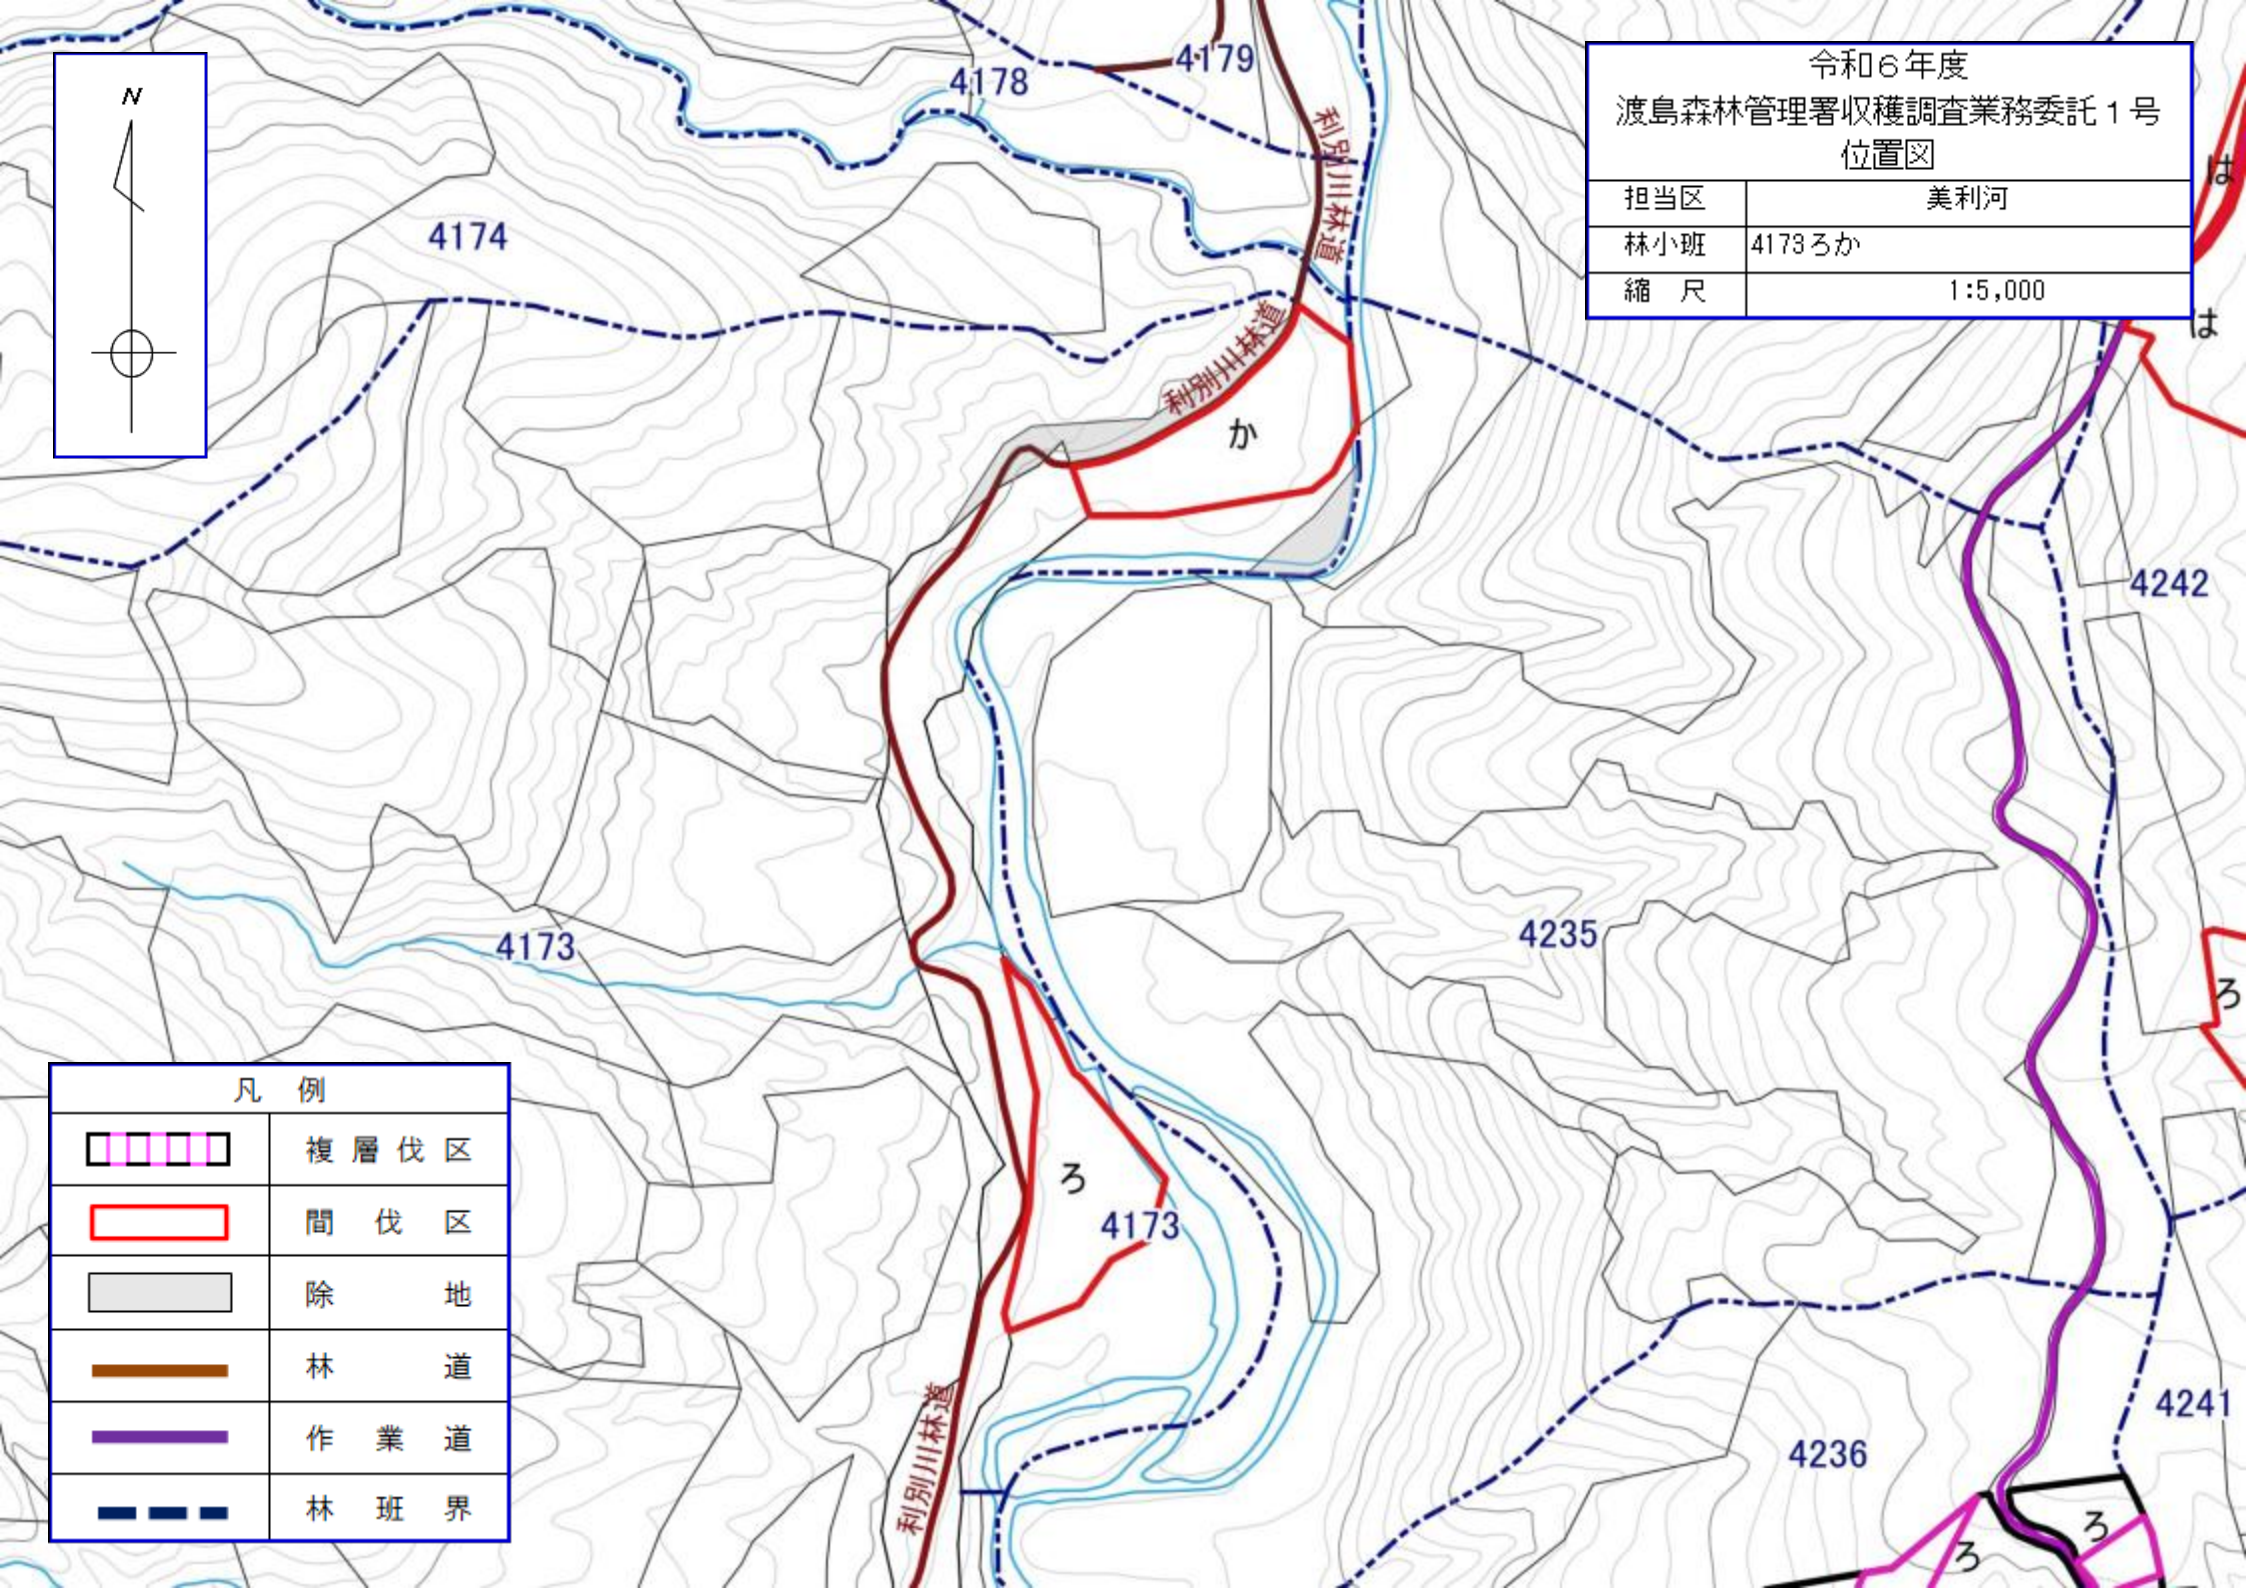 令和６年度
渡島森林管理署収穫調査業務委託１号
位置図
担当区 美利河
林小班 4173ろか
縮 尺 1:5,000
N
4179
4178
利別川林道
は
4174
は
利別川林道
か
4242
4235
4173
ろ
ろ
4173
利別川林道
4241
4236
ろ
ろ
凡 例
複層伐区
間伐区
除地
林道
作業道
林班界